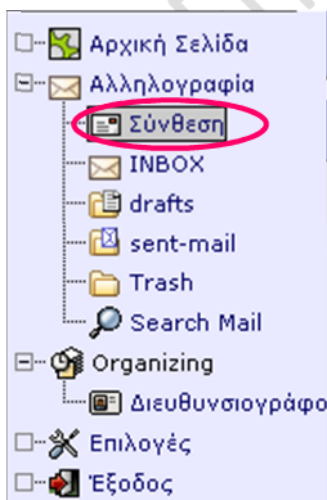 Αρχική Σελίδα
Αλληλογραφία
Σύνθεση
INBOX
drafts
sent-mail
Trash
Search Mail
Organizing
Διευθυνσιογράφο
Επιλογές
Έξοδος